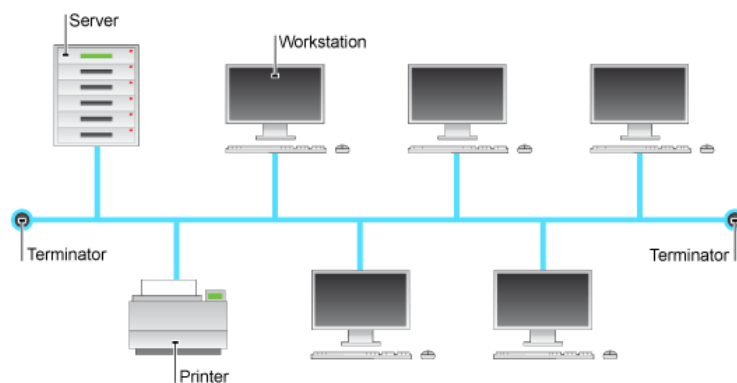 Server
Workstation
Terminator
Terminator
Printer